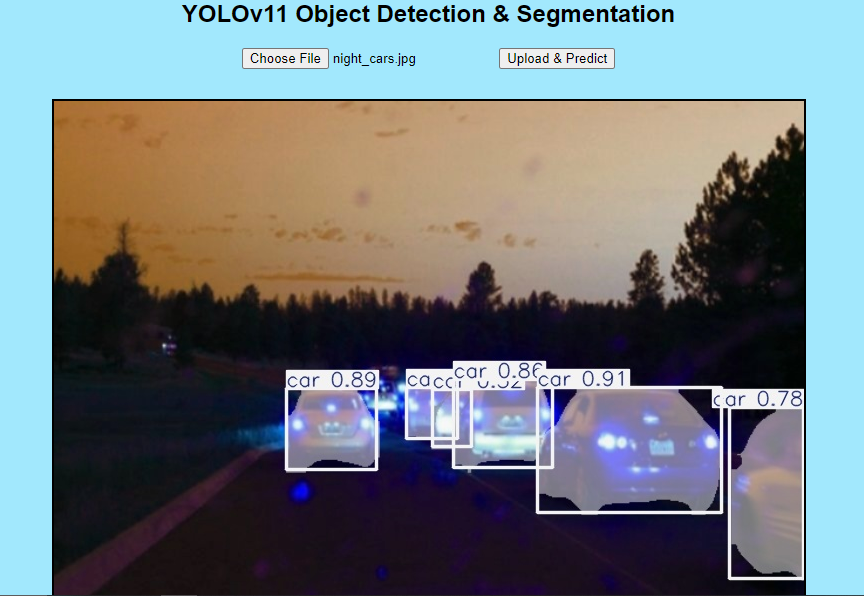 YOLOv11 Object Detection & Segmentation
Choose File night_cars.jpg Upload & Predict
car 0.86
car 0.89
car 0.91
car 0.78